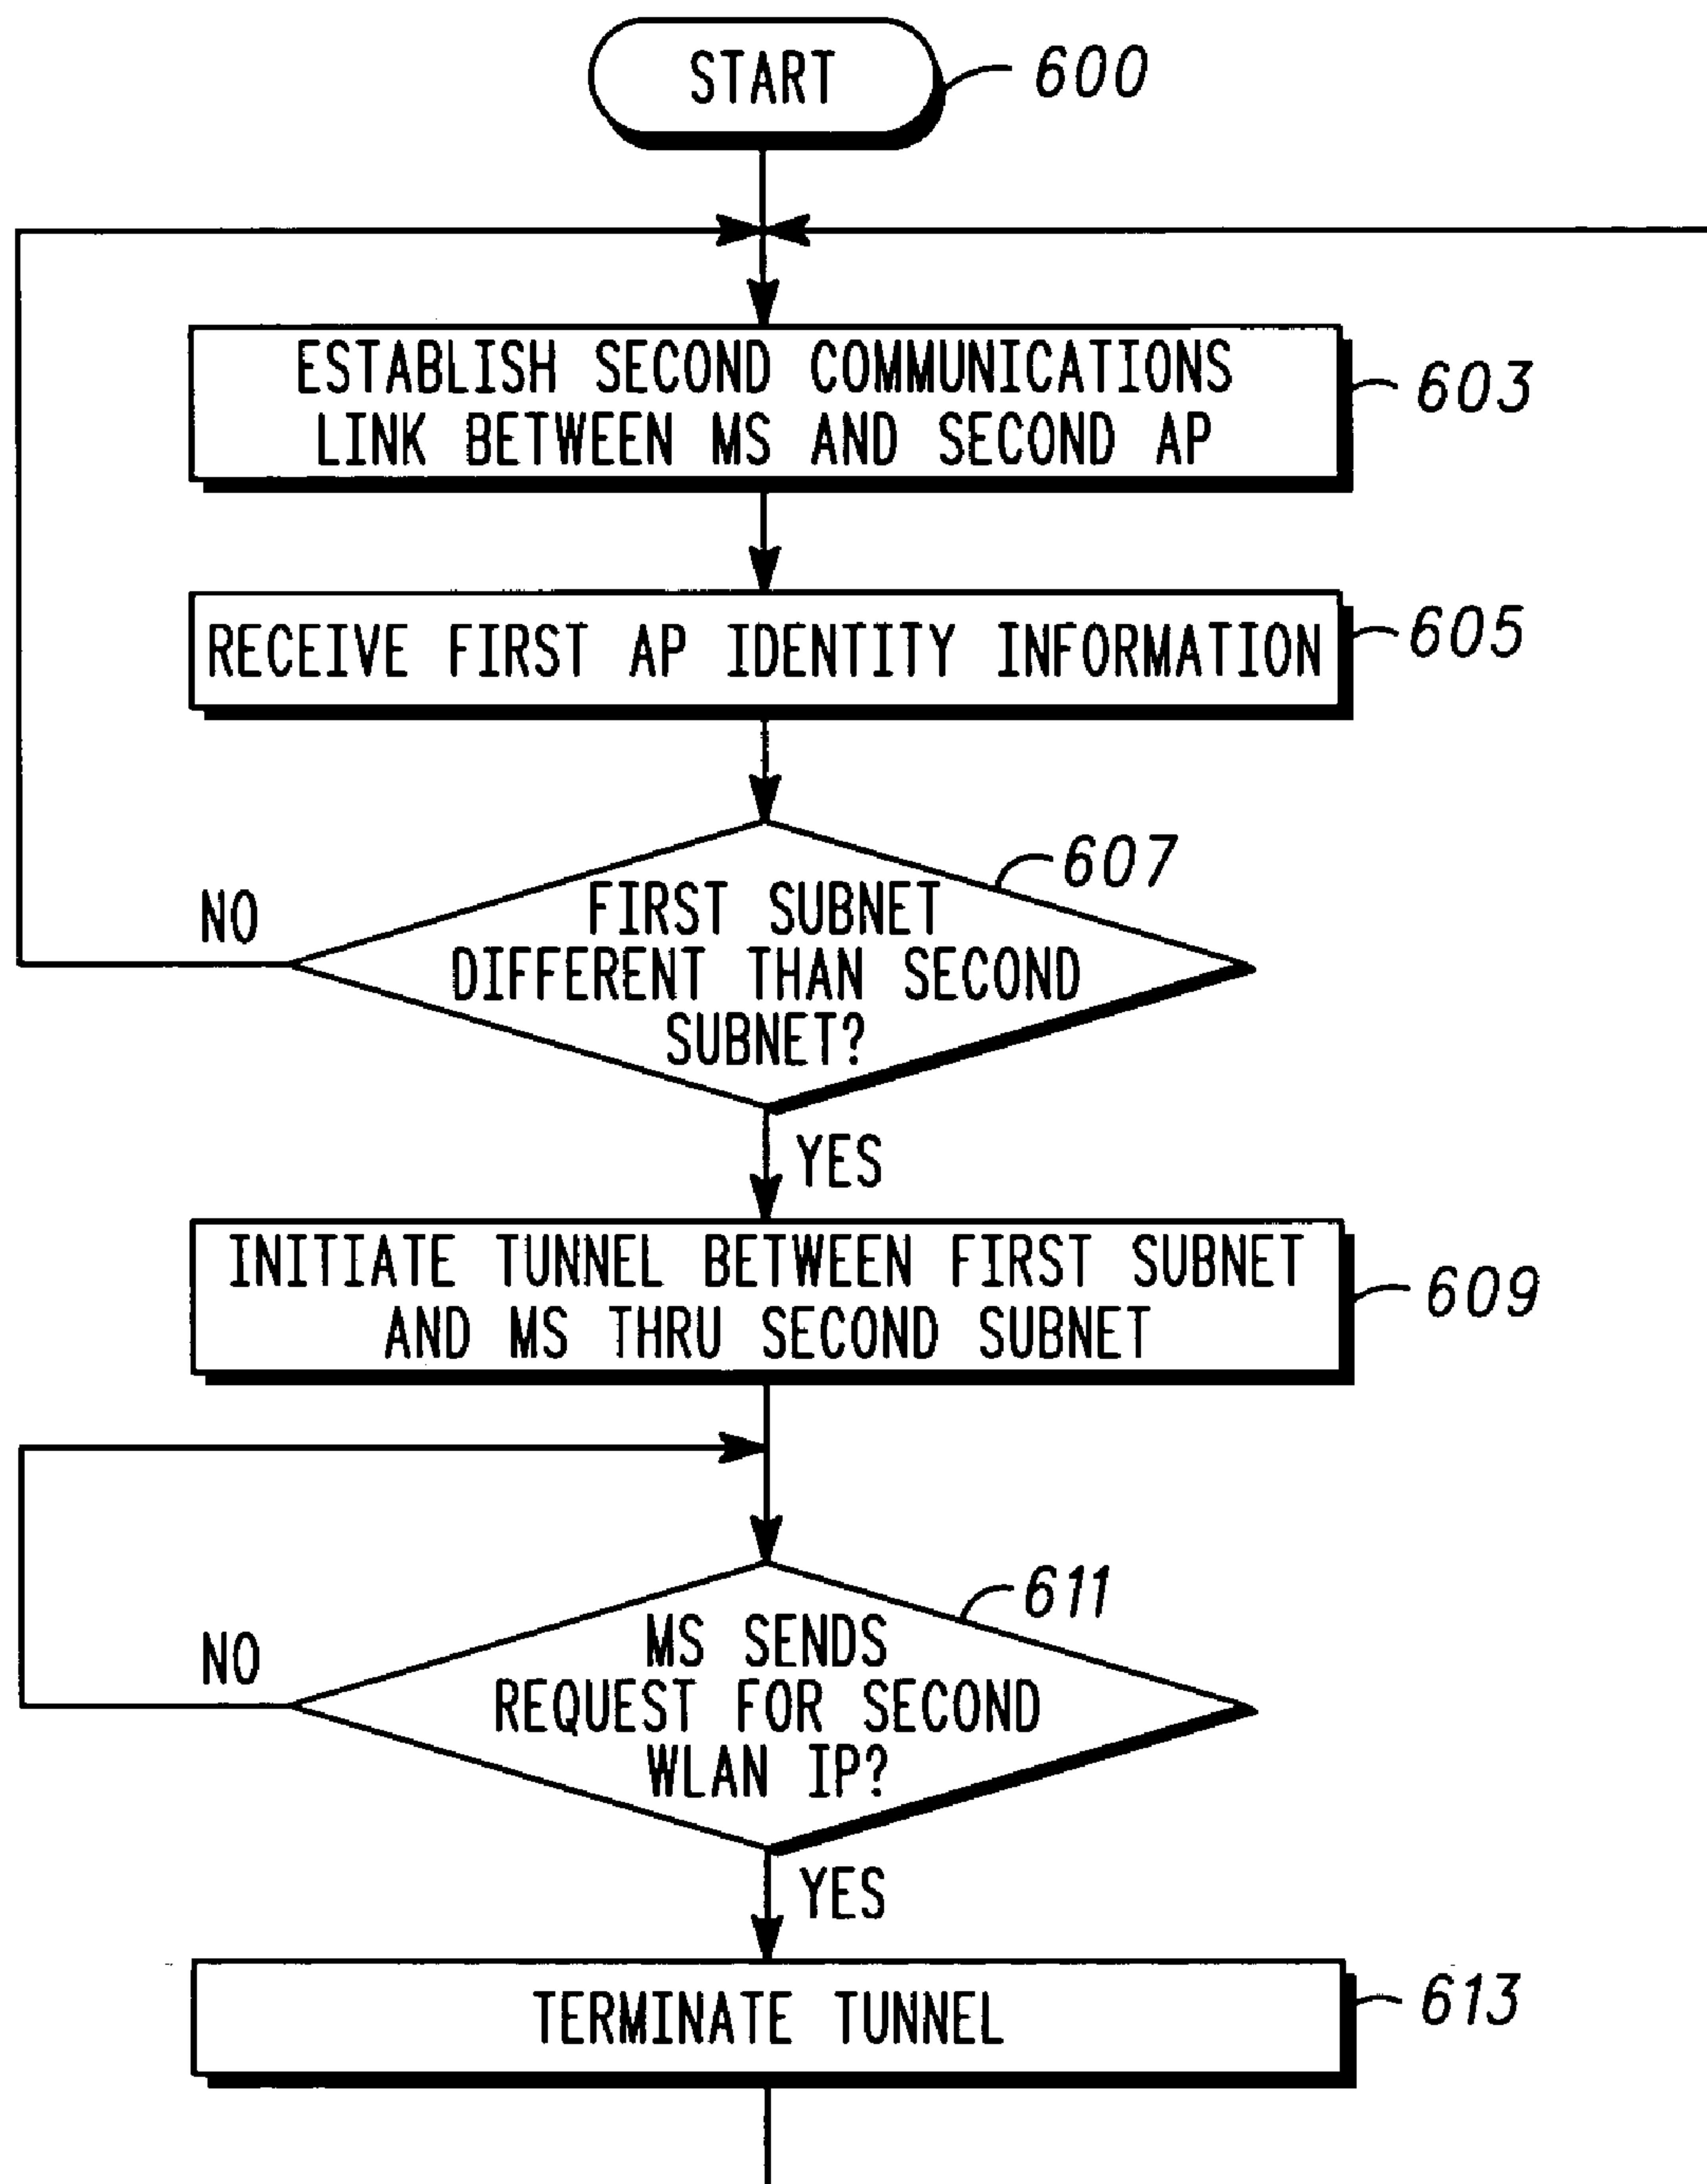 START
600
ESTABLISH SECOND COMMUNICATIONS
LINK BETWEEN MS AND SECOND AP
603
RECEIVE FIRST AP IDENTITY INFORMATION
605
607
FIRST SUBNET
DIFFERENT THAN SECOND
SUBNET?
NO
YES
INITIATE TUNNEL BETWEEN FIRST SUBNET
AND MS THRU SECOND SUBNET
609
611
MS SENDS
REQUEST FOR SECOND
WLAN IP?
NO
YES
TERMINATE TUNNEL
613